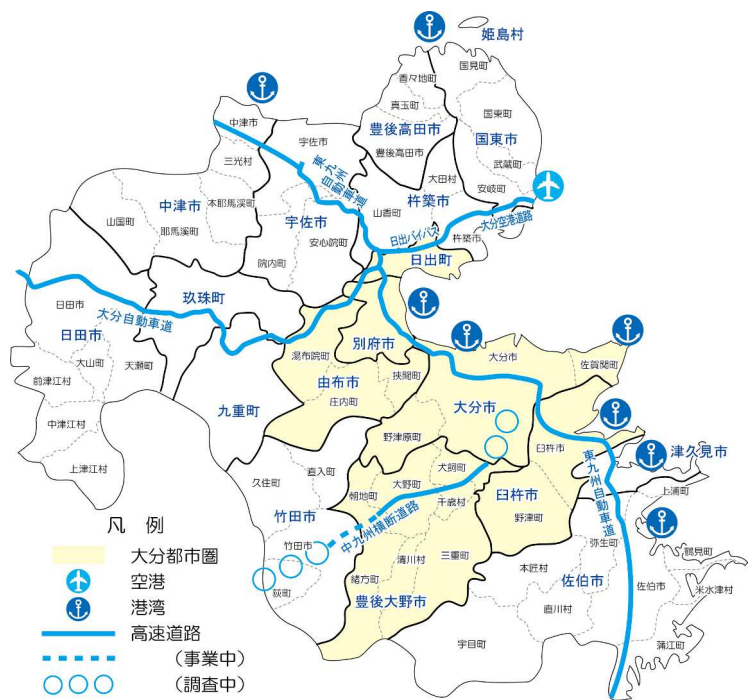 姫島村
国見町
香々地町
真玉町
国東町
豊後高田市
国東市
豊後高田市
武蔵町
中津市
宇佐市
三光村
東九州
自動車道
大田村
安岐町
杵築市
中津市
本耶馬溪町
山国町
耶馬溪町
宇佐市
山香町
安心院町
院内町
日出バイパス
大分空港道路
杵築市
日出町
玖珠町
日田市
大分自動車道
日田市
大山町
天瀬町
前津江村
中津江村
上津江村
別府市
湯布院町
由布市
挾間町
庄内町
九重町
大分市
佐賀関町
大分市
野津原町
臼杵市
津久見市
東九州自動車道
上浦町
直入町
久住町
犬飼町
大野町
朝地町
千歳村
臼杵市
野津町
竹田市
竹田市
中九州横断道路
弥生町
鶴見町
荻町
緒方町
清川村
三重町
豊後大野市
本匠村
佐伯市
佐伯市
米水津村
直川村
宇目町
蒲江町
凡 例
大分都市圏
空港
港湾
高速道路
(事業中)
(調査中)